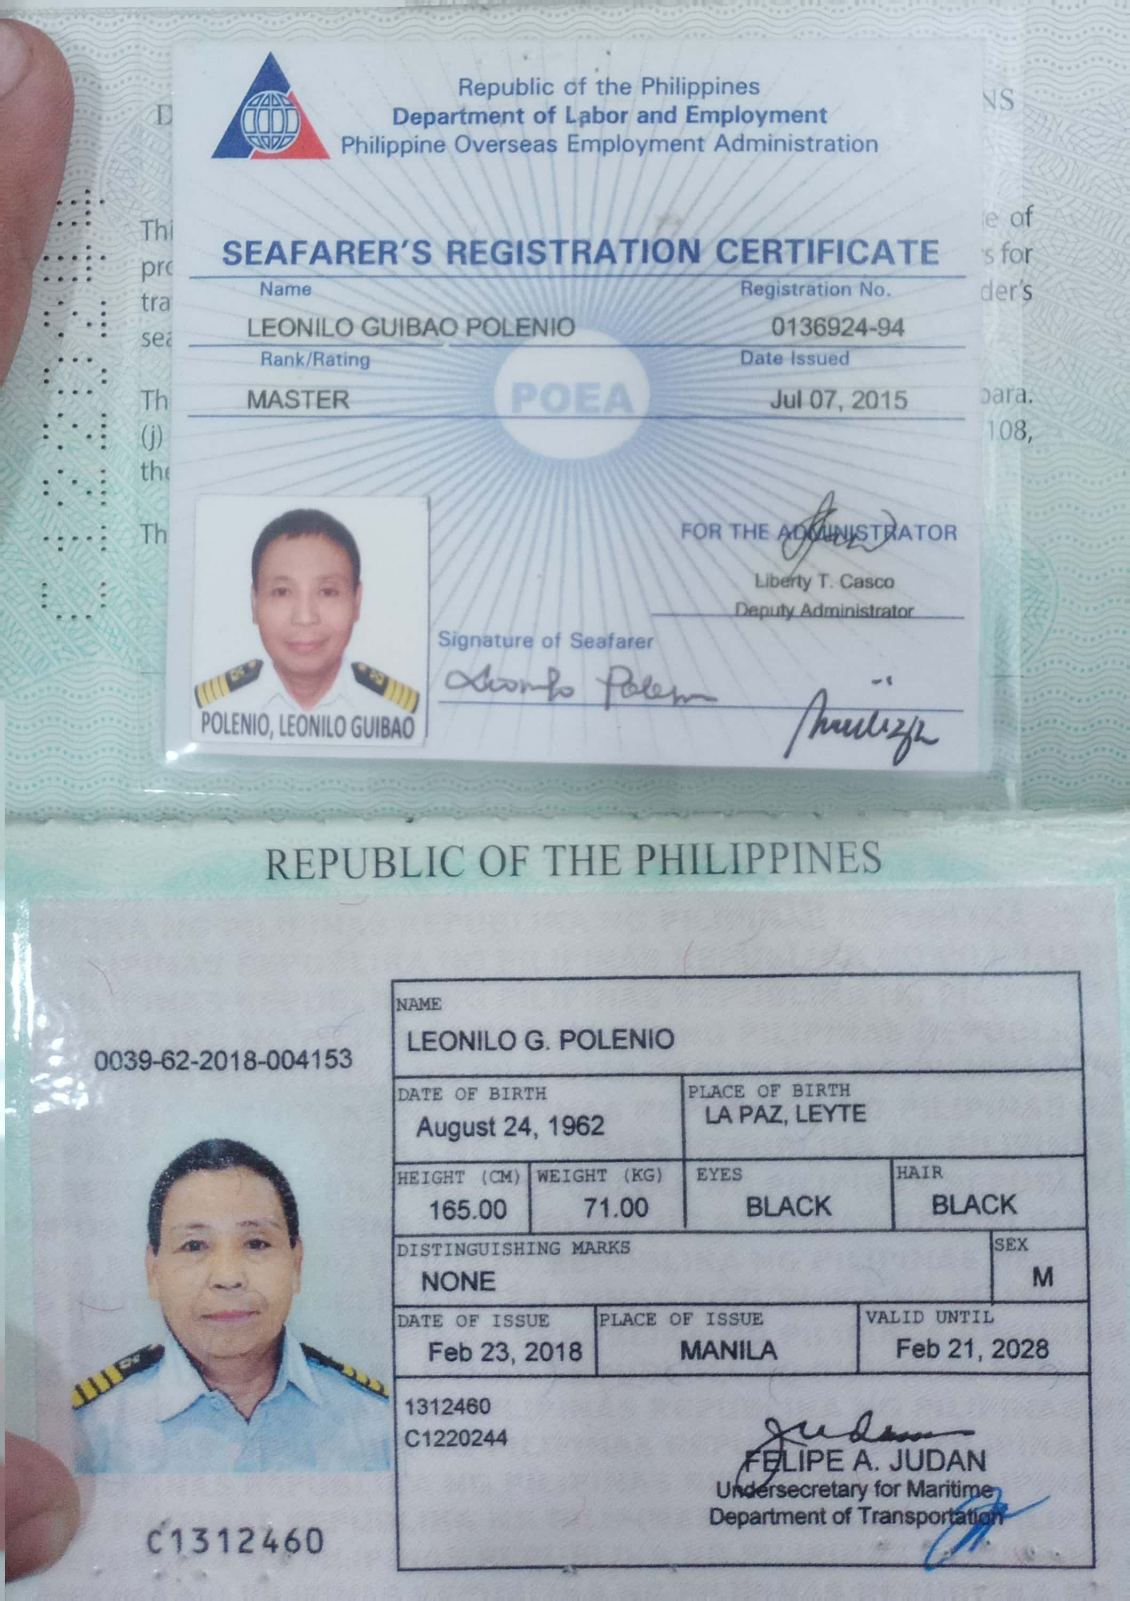 Republic of the Philippines
Department of Labor and Employment
Philippine Overseas Employment Administration
D NS
SEAFARER'S REGISTRATION CERTIFICATE
Name Registration No.
LEONILO GUIBAO POLENIO 0136924-94
Rank/Rating Date Issued
MASTER Jul 07, 2015
POEA
Thi e of
pro s for
tra der's
sea
Th para.
(j) 108,
the
Th
FOR THE ADMINISTRATOR
Liberty T. Casco
Deputy Administrator
Signature of Seafarer
Leonilo Polenio
POLENIO, LEONILO GUIBAO
REPUBLIC OF THE PHILIPPINES
0039-62-2018-004153
NAME
LEONILO G. POLENIO
DATE OF BIRTH PLACE OF BIRTH
August 24, 1962 LA PAZ, LEYTE
HEIGHT (CM) WEIGHT (KG) EYES HAIR
165.00 71.00 BLACK BLACK
DISTINGUISHING MARKS SEX
NONE M
DATE OF ISSUE PLACE OF ISSUE VALID UNTIL
Feb 23, 2018 MANILA Feb 21, 2028
1312460
C1220244
FELIPE A. JUDAN
Undersecretary for Maritime
Department of Transportation
C1312460